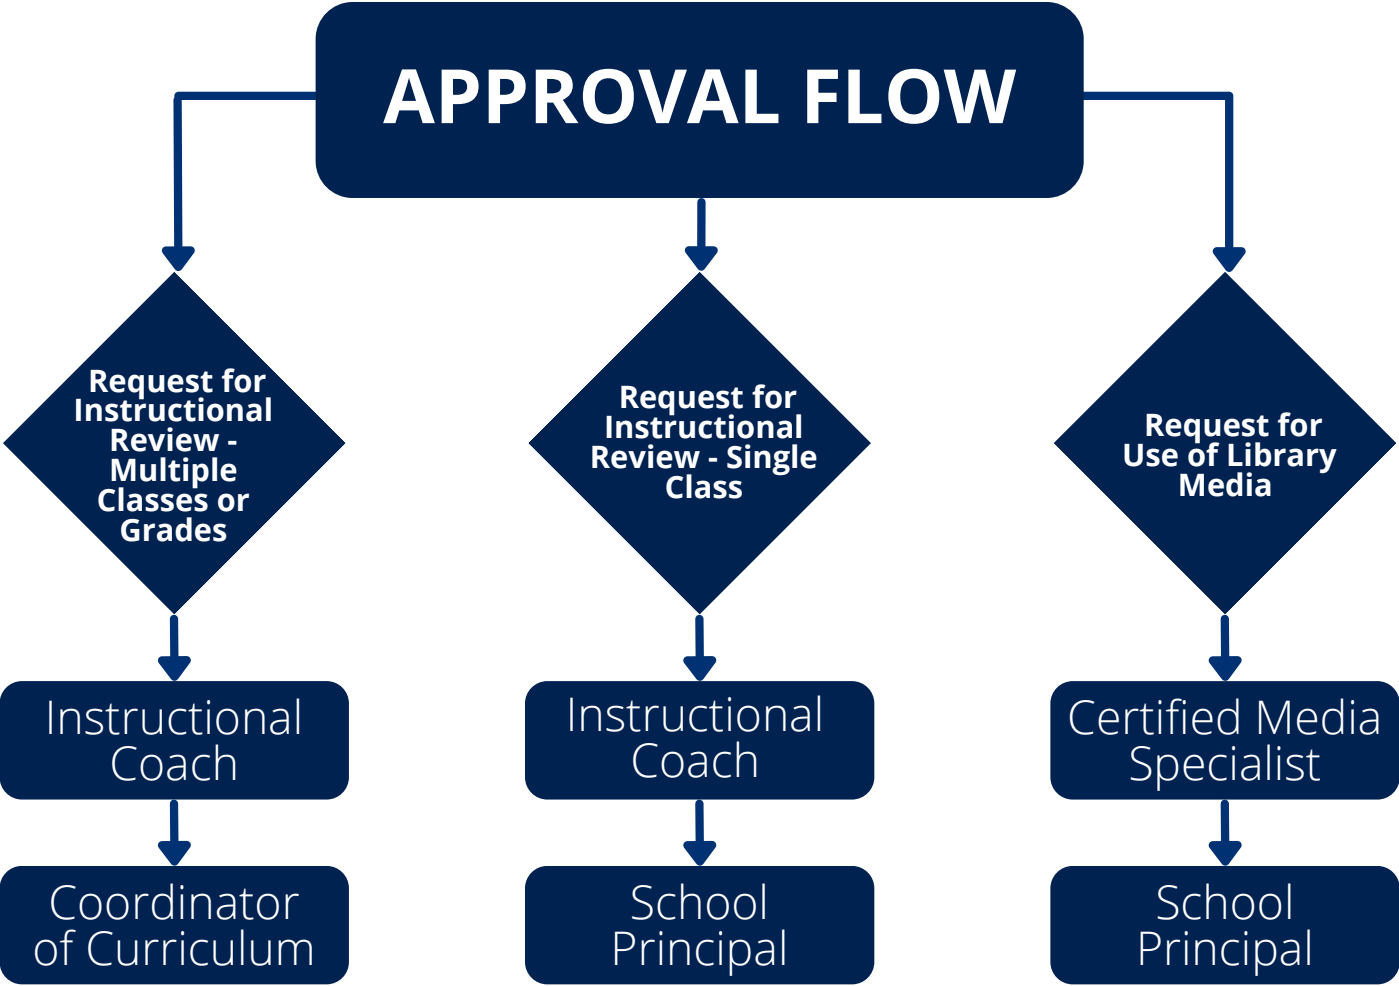 APPROVAL FLOW
Request for
Instructional
Review -
Multiple
Classes or
Grades
Request for
Instructional
Review - Single
Class
Request for
Use of Library
Media
Instructional
Coach
Instructional
Coach
Certified Media
Specialist
Coordinator
of Curriculum
School
Principal
School
Principal